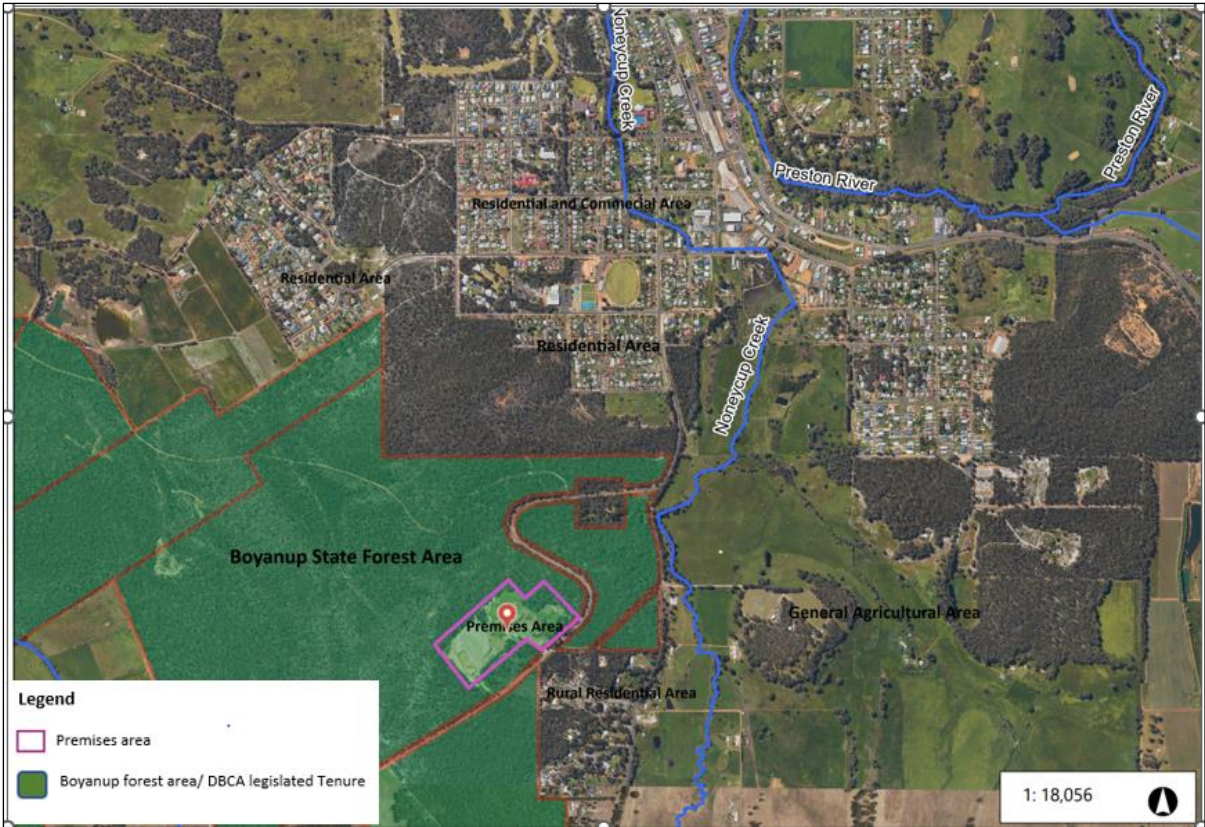 Noneycup Creek
Preston River
Preston River
Residential and Commecial Area
Residential Area
Residential Area
Noneycup Creek
Boyanup State Forest Area
General Agricultural Area
Premises Area
Rural Residential Area
Legend
Premises area
Boyanup forest area/ DBCA legislated Tenure
1: 18,056